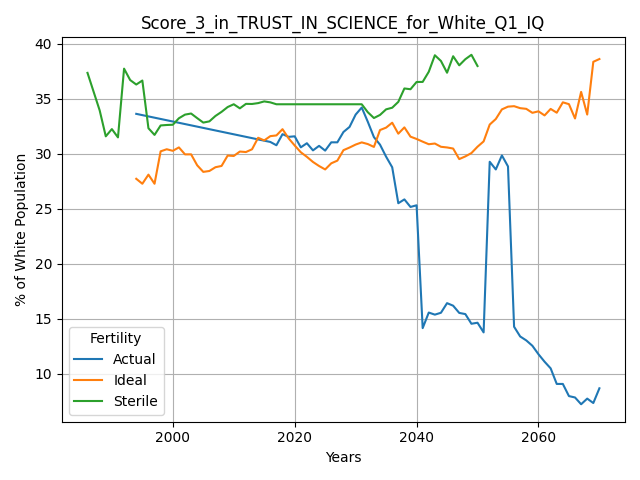 Score_3_in_TRUST_IN_SCIENCE_for_White_Q1_IQ
% of White Population
40
35
30
25
20
15
10
Fertility
Actual
Ideal
Sterile
2000 2020 2040 2060
Years